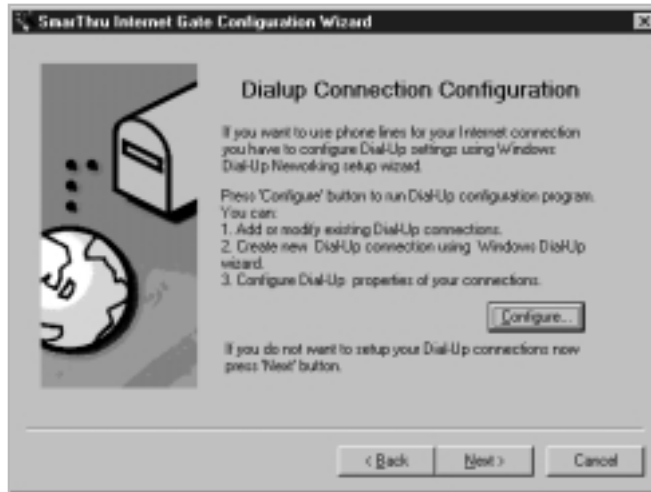 SmarThru Internet Gate Configuration Wizard
Dialup Connection Configuration
If you want to use phone lines for your Internet connection
you have to configure Dial-Up settings using Windows
Dial-Up Neworking setup wizard.
Press 'Configure' button to run Dial-Up configuration program.
You can:
1. Add or modify existing Dial-Up connections.
2. Create new Dial-Up connection using Windows Dial-Up
wizard.
3. Configure Dial-Up properties of your connections.
Configure...
If you do not want to setup your Dial-Up connections now
press 'Next' button.
< Back
Next >
Cancel